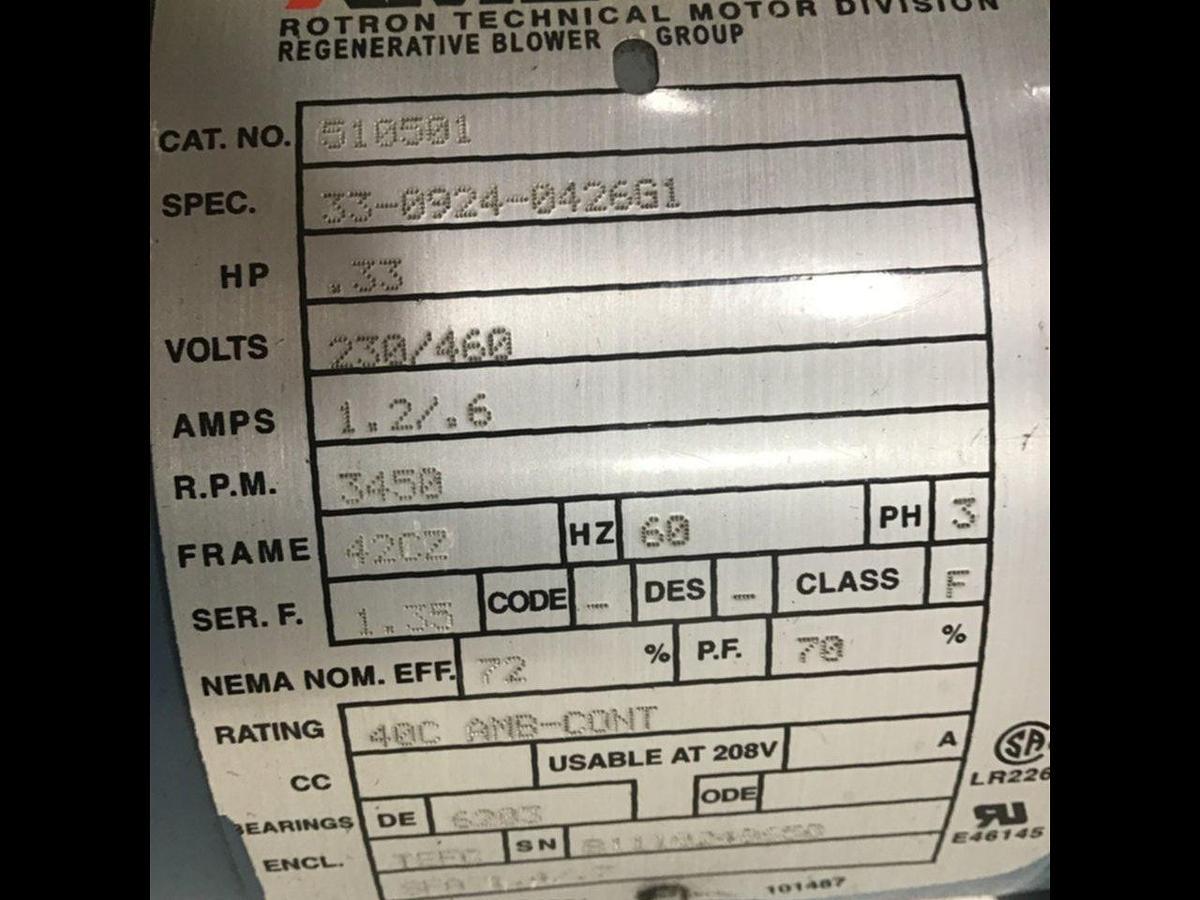 ROTRON TECHNICAL MOTOR DIVISION
REGENERATIVE BLOWER GROUP
CAT. NO. 510501
SPEC. 33-0924-0426G1
HP .33
VOLTS 230/460
AMPS 1.2/.6
R.P.M. 3450
FRAME 42CZ HZ 60 PH 3
SER. F. 1.35 CODE — DES — CLASS F
NEMA NOM. EFF. 72 % P.F. 70 %
RATING 40C AMB-CONT
CC USABLE AT 208V A
BEARINGS DE 6203 ODE
ENCL. TEFC SN
SA
LR226
RU
E46145
101487